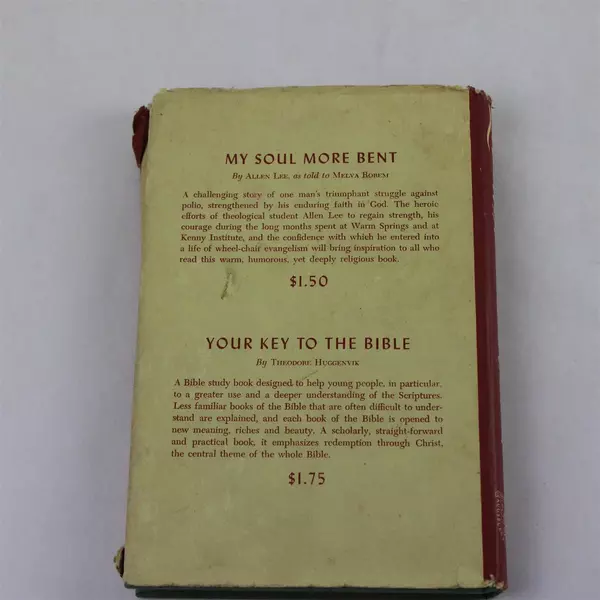 MY SOUL MORE BENT
By ALLEN LEE, as told to MELVA ROREM
A challenging story of one man's triumphant struggle against
polio, strengthened by his enduring faith in God. The heroic
efforts of theological student Allen Lee to regain strength, his
courage during the long months spent at Warm Springs and at
Kenny Institute, and the confidence with which he entered into
a life of wheel-chair evangelism will bring inspiration to all who
read this warm, humorous, yet deeply religious book.
$1.50
YOUR KEY TO THE BIBLE
By THEODORE HUGGENVIK
A Bible study book designed to help young people, in particular,
to a greater use and a deeper understanding of the Scriptures.
Less familiar books of the Bible that are often difficult to under-
stand are explained, and each book of the Bible is opened to
new meaning, riches and beauty. A scholarly, straight-forward
and practical book, it emphasizes redemption through Christ,
the central theme of the whole Bible.
$1.75